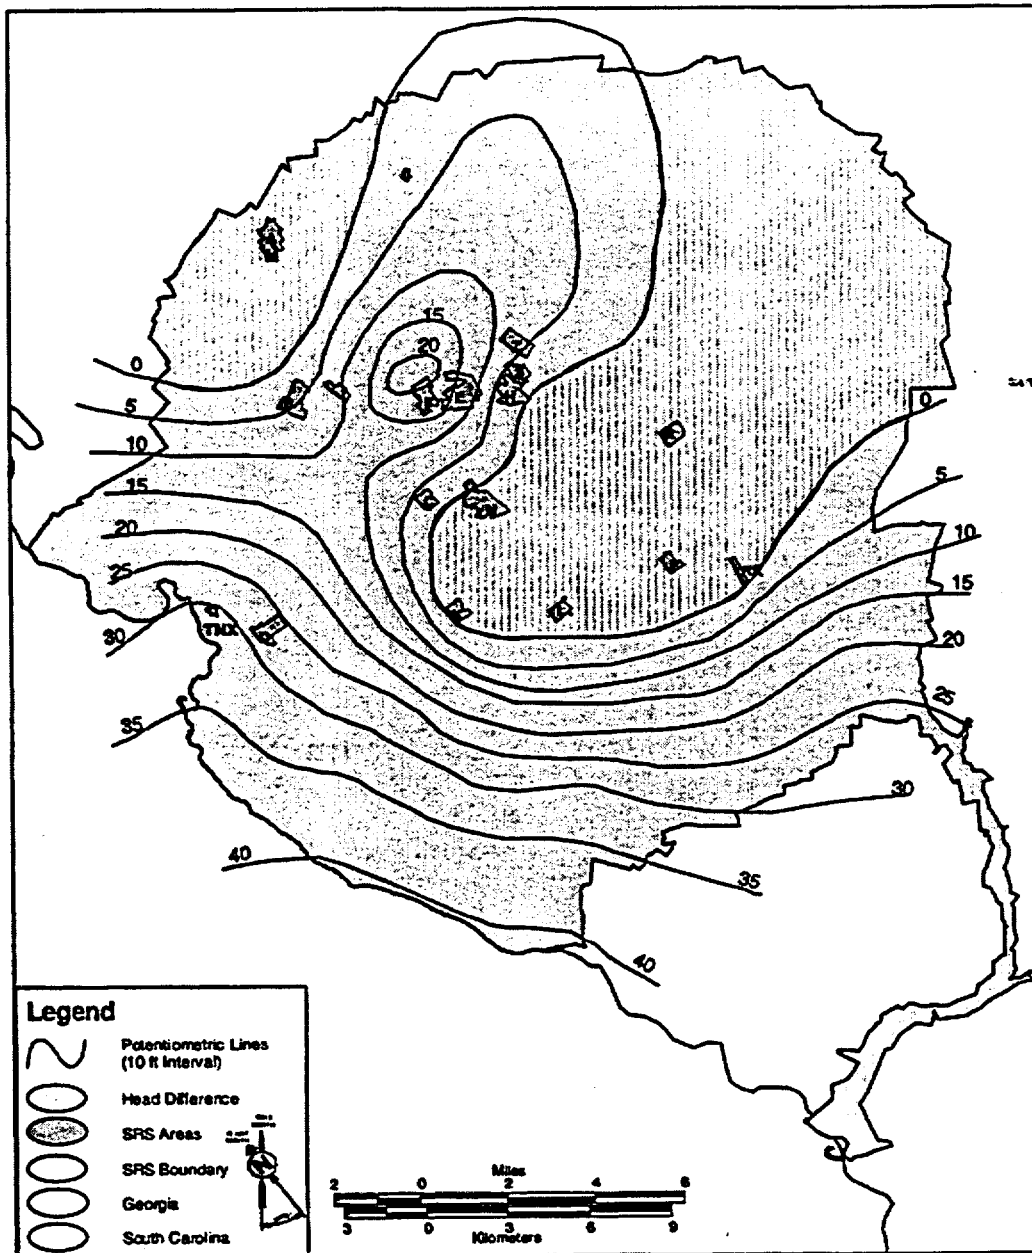 15
20
0
5
10
15
20
25
30
TNX
35
40
0
5
10
15
20
25
30
35
40
Legend
Potentiometric Lines
(10 ft Interval)
Head Difference
SRS Areas
SRS Boundary
Georgia
South Carolina
Miles
2 0 2 4 6
3 0 3 6 9
Kilometers